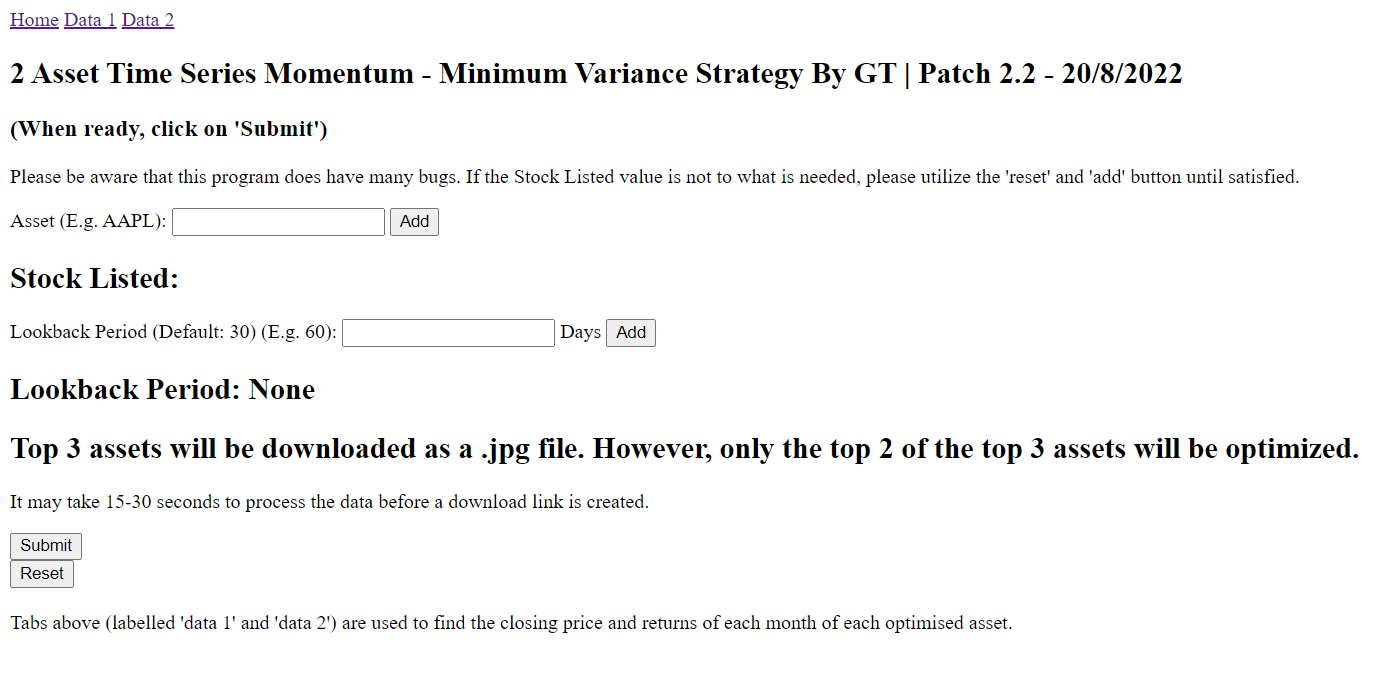 Home Data 1 Data 2
2 Asset Time Series Momentum - Minimum Variance Strategy By GT | Patch 2.2 - 20/8/2022
(When ready, click on 'Submit')
Please be aware that this program does have many bugs. If the Stock Listed value is not to what is needed, please utilize the 'reset' and 'add' button until satisfied.
Asset (E.g. AAPL): Add
Stock Listed:
Lookback Period (Default: 30) (E.g. 60): Days Add
Lookback Period: None
Top 3 assets will be downloaded as a .jpg file. However, only the top 2 of the top 3 assets will be optimized.
It may take 15-30 seconds to process the data before a download link is created.
Submit
Reset
Tabs above (labelled 'data 1' and 'data 2') are used to find the closing price and returns of each month of each optimised asset.